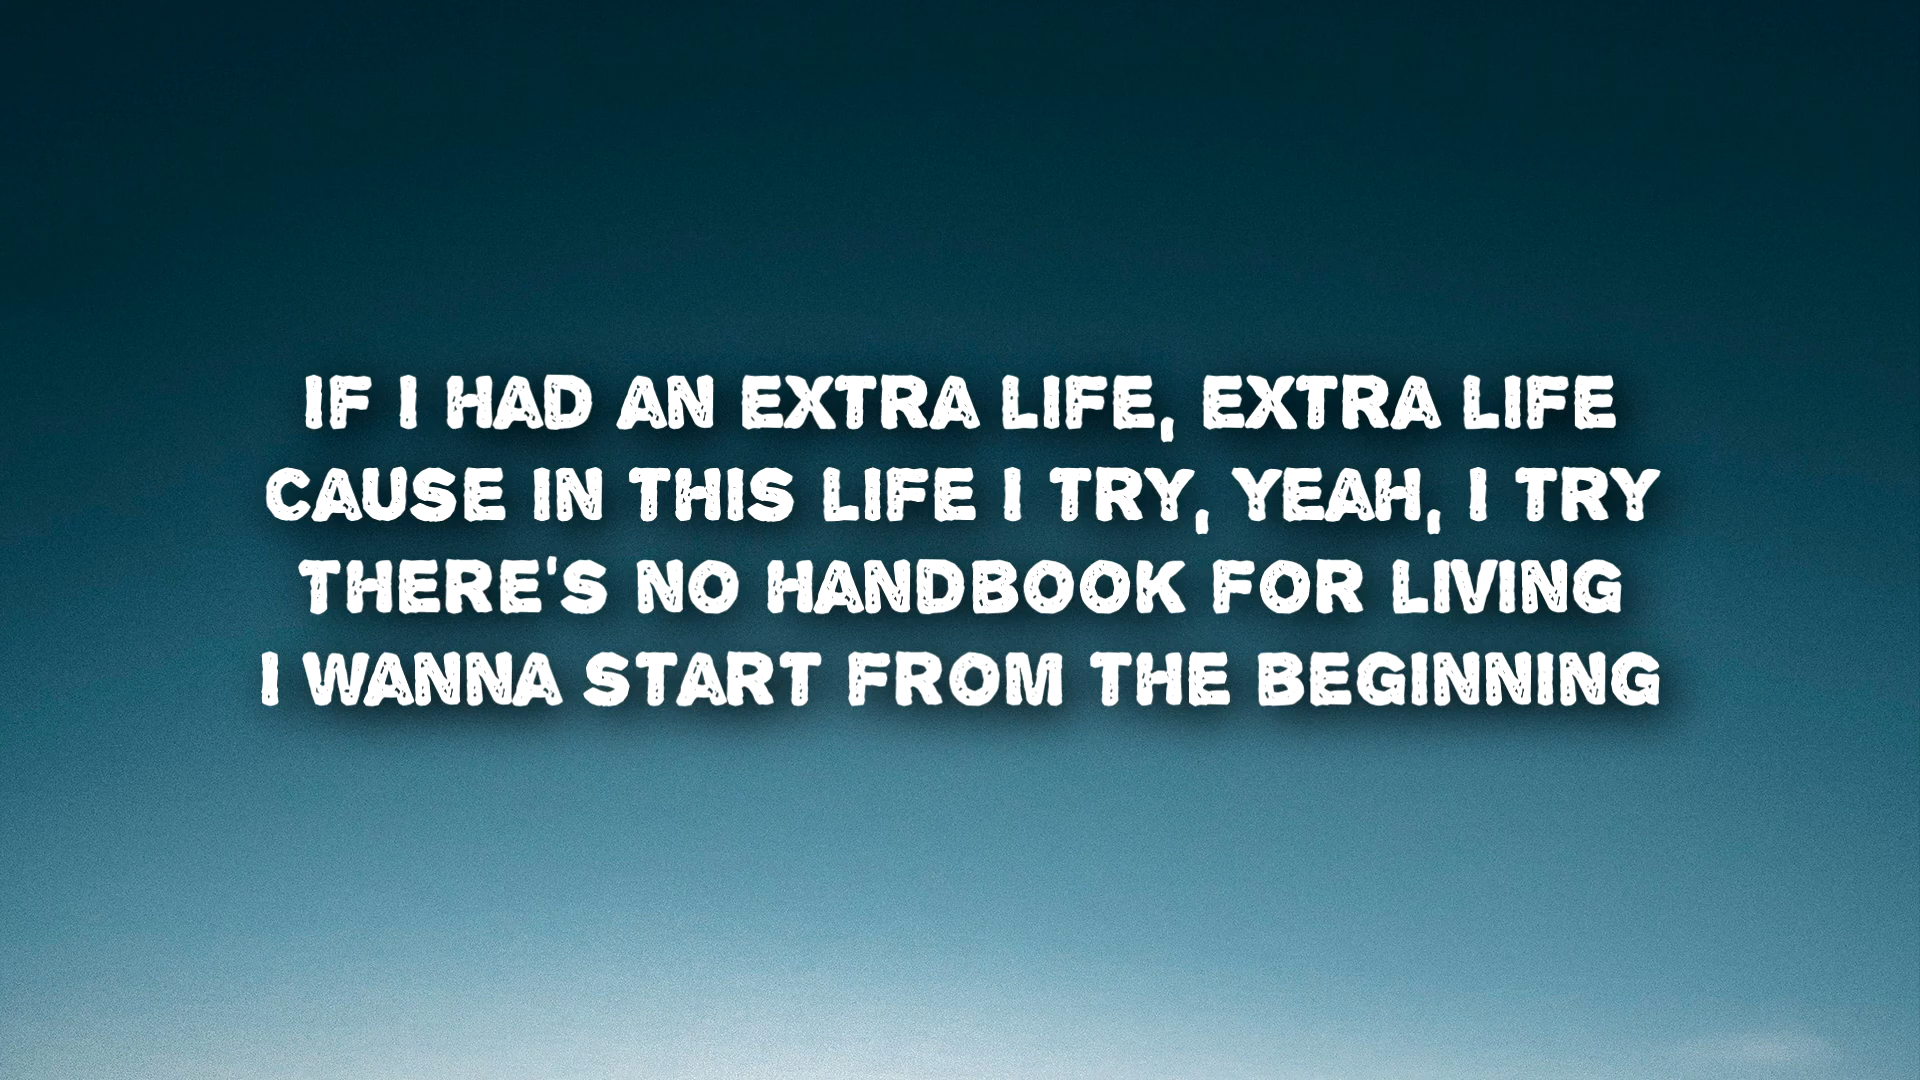 IF I HAD AN EXTRA LIFE, EXTRA LIFE
CAUSE IN THIS LIFE I TRY, YEAH, I TRY
THERE'S NO HANDBOOK FOR LIVING
I WANNA START FROM THE BEGINNING